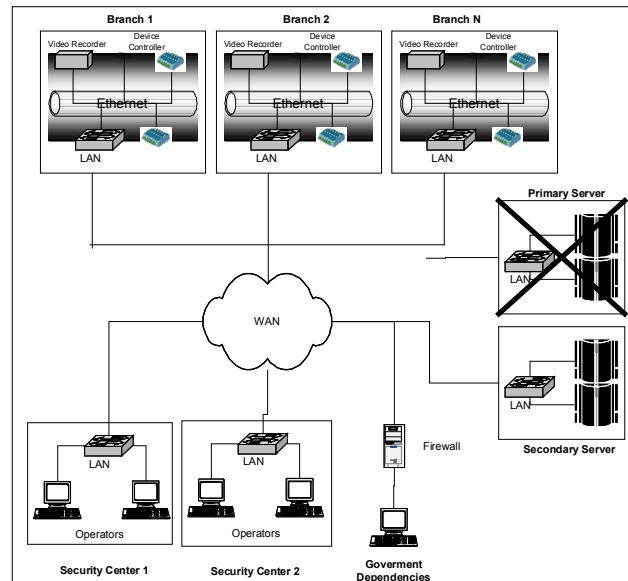 Branch 1
Branch 2
Branch N
Video Recorder
Device
Controller
Video Recorder
Device
Controller
Video Recorder
Device
Controller
Ethernet
Ethernet
Ethernet
LAN
LAN
LAN
Primary Server
LAN
WAN
LAN
Secondary Server
LAN
LAN
Firewall
Operators
Operators
Security Center 1
Security Center 2
Goverment
Dependencies